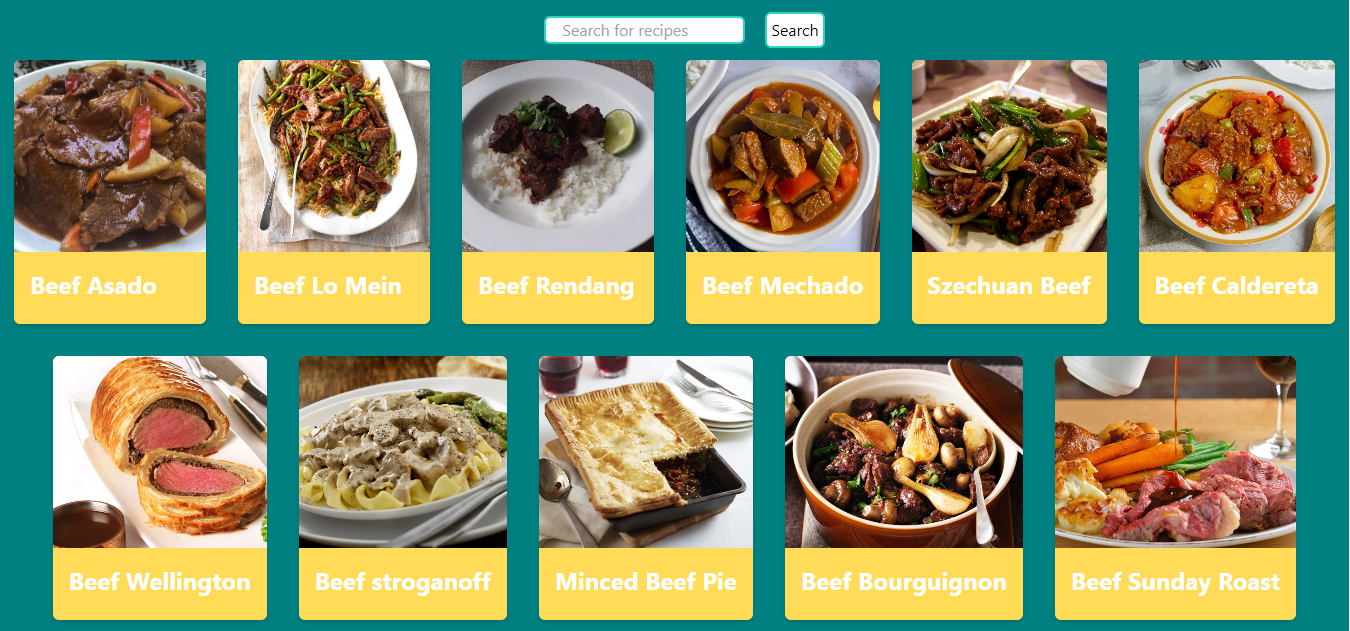 Search for recipes
Search
Beef Asado
Beef Lo Mein
Beef Rendang
Beef Mechado
Szechuan Beef
Beef Caldereta
Beef Wellington
Beef stroganoff
Minced Beef Pie
Beef Bourguignon
Beef Sunday Roast